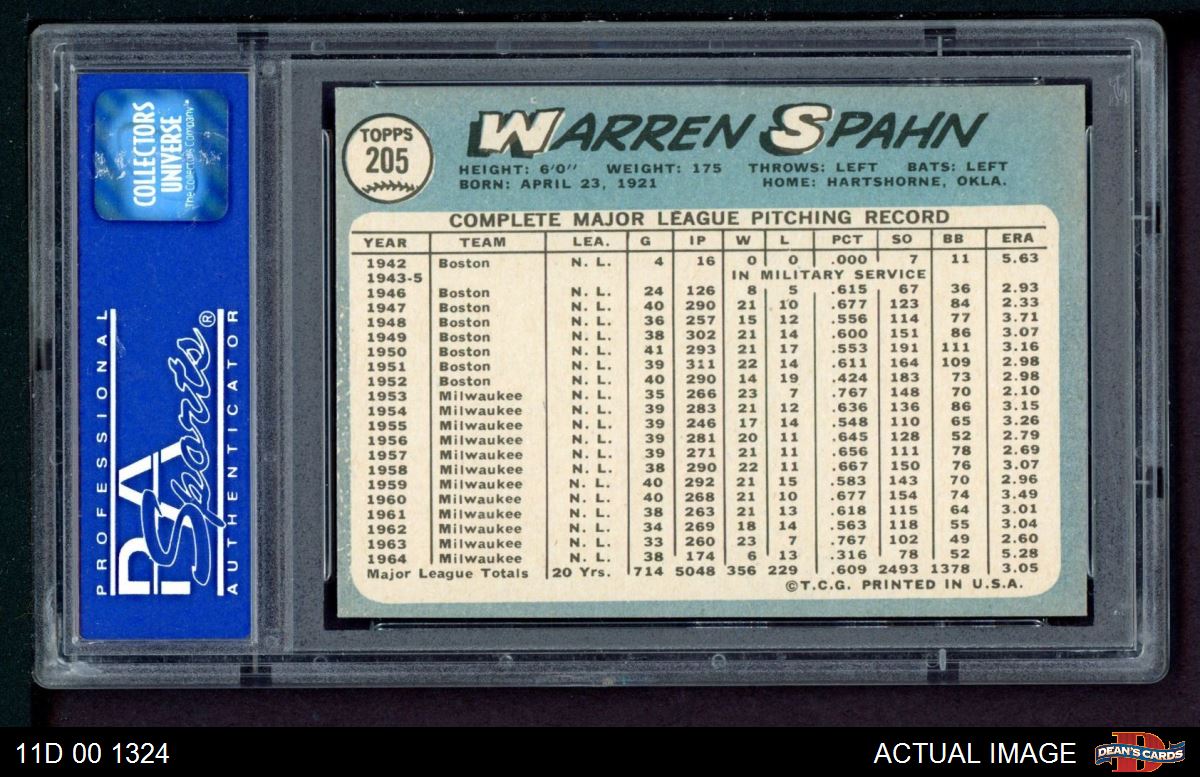 COLLECTORS
UNIVERSE
The Collectibles Company™
PROFESSIONAL
PSA
Sports®
AUTHENTICATOR
TOPPS
205
WARREN SPAHN
HEIGHT: 6'0" WEIGHT: 175 THROWS: LEFT BATS: LEFT
BORN: APRIL 23, 1921 HOME: HARTSHORNE, OKLA.
COMPLETE MAJOR LEAGUE PITCHING RECORD
YEAR TEAM LEA. G IP W L PCT SO BB ERA
1942 Boston N. L. 4 16 0 0 .000 7 11 5.63
1943-5 IN MILITARY SERVICE
1946 Boston N. L. 24 126 8 5 .615 67 36 2.93
1947 Boston N. L. 40 290 21 10 .677 123 84 2.33
1948 Boston N. L. 36 257 15 12 .556 114 77 3.71
1949 Boston N. L. 38 302 21 14 .600 151 86 3.07
1950 Boston N. L. 41 293 21 17 .553 191 111 3.16
1951 Boston N. L. 39 311 22 14 .611 164 109 2.98
1952 Boston N. L. 40 290 14 19 .424 183 73 2.98
1953 Milwaukee N. L. 35 266 23 7 .767 148 70 2.10
1954 Milwaukee N. L. 39 283 21 12 .636 136 86 3.15
1955 Milwaukee N. L. 39 246 17 14 .548 110 65 3.26
1956 Milwaukee N. L. 39 281 20 11 .645 128 52 2.79
1957 Milwaukee N. L. 39 271 21 11 .656 111 78 2.69
1958 Milwaukee N. L. 38 290 22 11 .667 150 76 3.07
1959 Milwaukee N. L. 40 292 21 15 .583 143 70 2.96
1960 Milwaukee N. L. 40 268 21 10 .677 154 74 3.49
1961 Milwaukee N. L. 38 263 21 13 .618 115 64 3.01
1962 Milwaukee N. L. 34 269 18 14 .563 118 55 3.04
1963 Milwaukee N. L. 33 260 23 7 .767 102 49 2.60
1964 Milwaukee N. L. 38 174 6 13 .316 78 52 5.28
Major League Totals 20 Yrs. 714 5048 356 229 .609 2493 1378 3.05
©T.C.G. PRINTED IN U.S.A.
11D 00 1324
ACTUAL IMAGE
DEAN'S CARDS